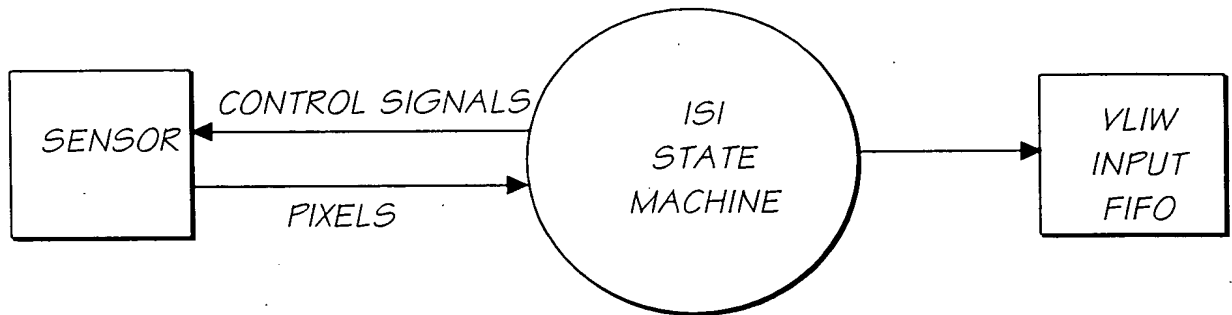 SENSOR
CONTROL SIGNALS
PIXELS
ISI
STATE
MACHINE
VLIW
INPUT
FIFO